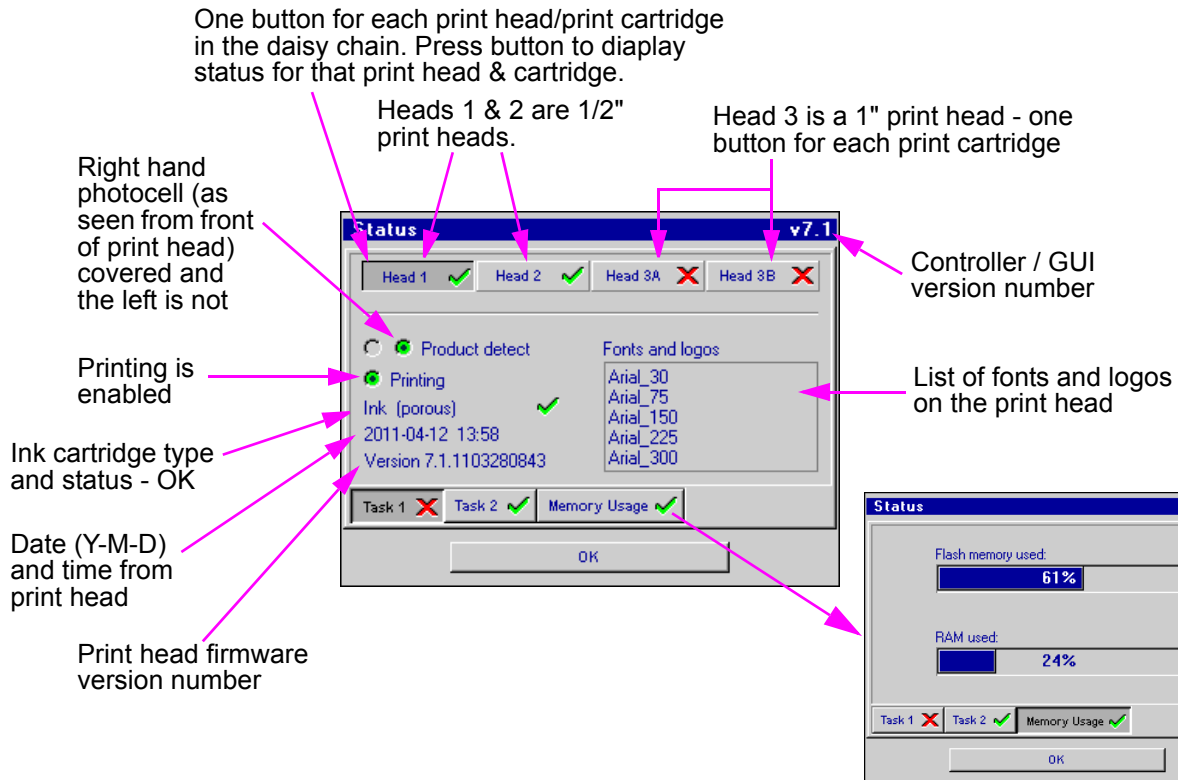 One button for each print head/print cartridge
in the daisy chain. Press button to diaplay
status for that print head & cartridge.
Heads 1 & 2 are 1/2"
print heads.
Head 3 is a 1" print head - one
button for each print cartridge
Right hand
photocell (as
seen from front
of print head)
covered and
the left is not
Printing is
enabled
Ink cartridge type
and status - OK
Date (Y-M-D)
and time from
print head
Print head firmware
version number
Status v7.1
Head 1 Head 2 Head 3A Head 3B
Product detect
Printing
Ink (porous)
2011-04-12 13:58
Version 7.1.1103280843
Fonts and logos
Arial_30
Arial_75
Arial_150
Arial_225
Arial_300
Task 1 Task 2 Memory Usage
OK
Controller / GUI
version number
List of fonts and logos
on the print head
Status
Flash memory used:
61%
RAM used:
24%
Task 1 Task 2 Memory Usage
OK